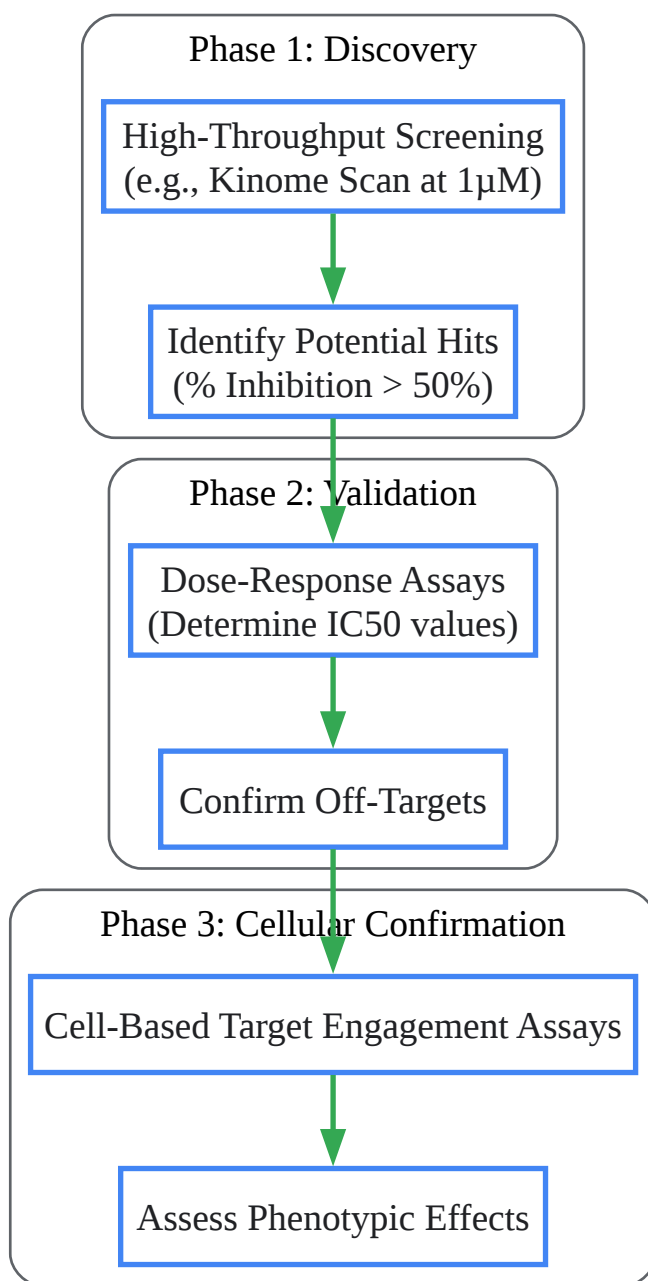 Phase 1: Discovery
High-Throughput Screening
(e.g., Kinome Scan at 1µM)
Identify Potential Hits
(% Inhibition > 50%)
Phase 2: Validation
Dose-Response Assays
(Determine IC50 values)
Confirm Off-Targets
Phase 3: Cellular Confirmation
Cell-Based Target Engagement Assays
Assess Phenotypic Effects